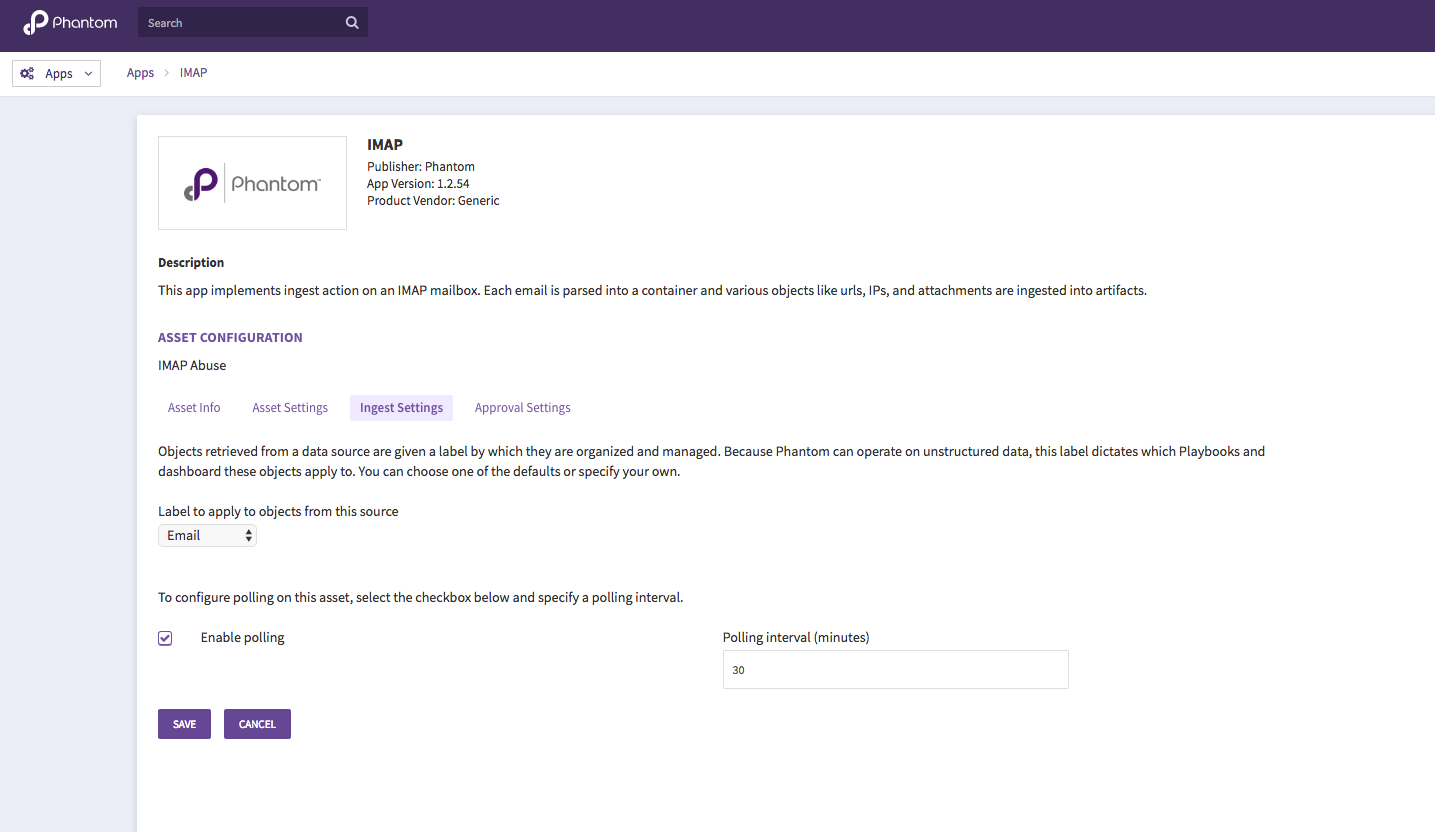 Phantom
Search
Apps
Apps > IMAP
Phantom™
IMAP
Publisher: Phantom
App Version: 1.2.54
Product Vendor: Generic
Description
This app implements ingest action on an IMAP mailbox. Each email is parsed into a container and various objects like urls, IPs, and attachments are ingested into artifacts.
ASSET CONFIGURATION
IMAP Abuse
Asset Info Asset Settings Ingest Settings Approval Settings
Objects retrieved from a data source are given a label by which they are organized and managed. Because Phantom can operate on unstructured data, this label dictates which Playbooks and
dashboard these objects apply to. You can choose one of the defaults or specify your own.
Label to apply to objects from this source
Email
To configure polling on this asset, select the checkbox below and specify a polling interval.
Enable polling
Polling interval (minutes)
30
SAVE CANCEL